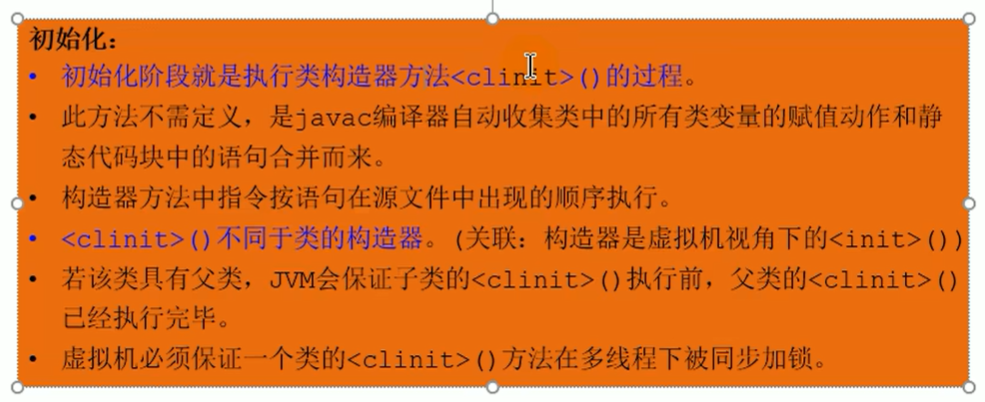 初始化：
• 初始化阶段就是执行类构造器方法<clinit>()的过程。
• 此方法不需定义，是javac编译器自动收集类中的所有类变量的赋值动作和静
态代码块中的语句合并而来。
• 构造器方法中指令按语句在源文件中出现的顺序执行。
• <clinit>()不同于类的构造器。(关联：构造器是虚拟机视角下的<init>())
• 若该类具有父类，JVM会保证子类的<clinit>()执行前，父类的<clinit>()
已经执行完毕。
• 虚拟机必须保证一个类的<clinit>()方法在多线程下被同步加锁。